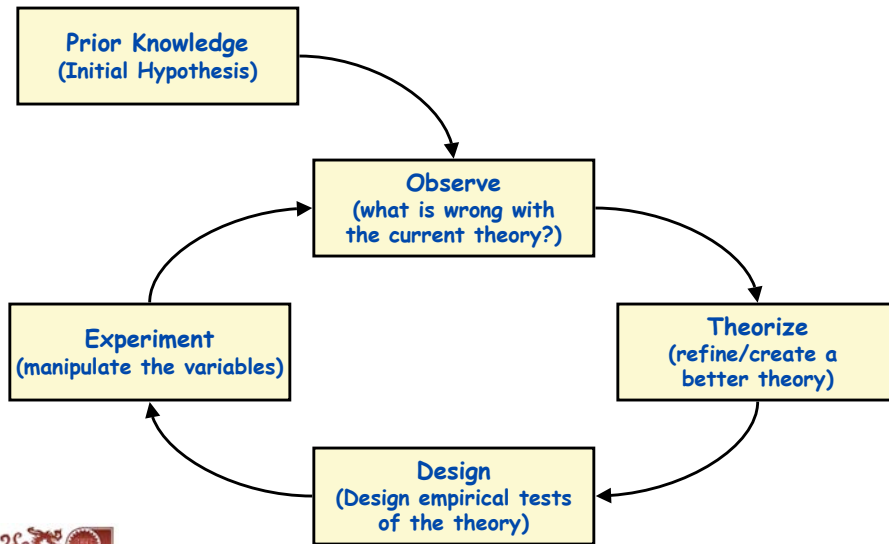 Prior Knowledge
(Initial Hypothesis)
Observe
(what is wrong with
the current theory?)
Experiment
(manipulate the variables)
Theorize
(refine/create a
better theory)
Design
(Design empirical tests
of the theory)